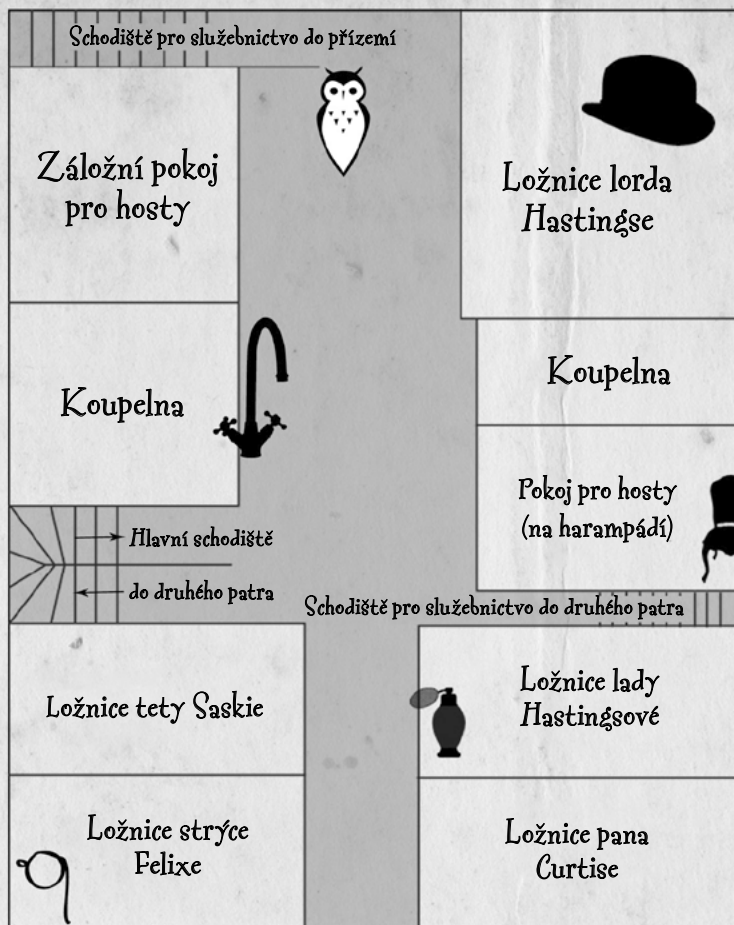 Schodiště pro služebnictvo do přízemí
Záložní pokoj
pro hosty
Ložnice lorda
Hastingse
Koupelna
Koupelna
Pokoj pro hosty
(na harampádí)
Hlavní schodiště
do druhého patra
Schodiště pro služebnictvo do druhého patra
Ložnice tety Saskie
Ložnice lady
Hastingsové
Ložnice strýce
Felixe
Ložnice pana
Curtise